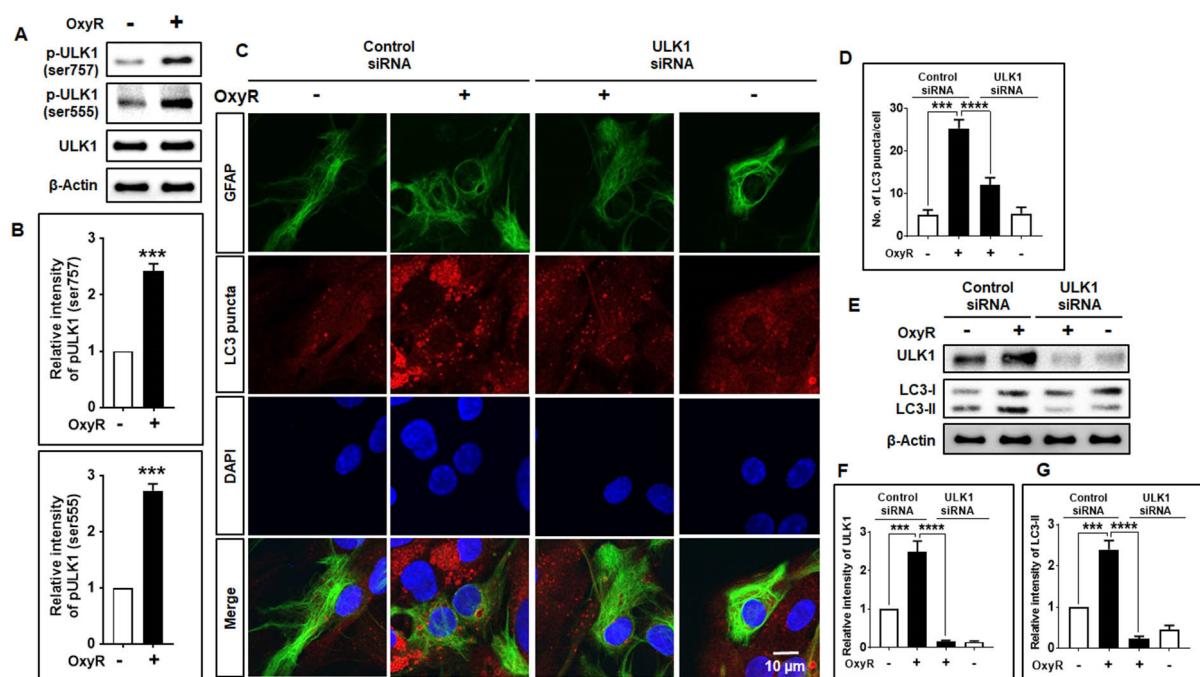 A
OxyR - +
p-ULK1
(ser757)
p-ULK1
(ser555)
ULK1
β-Actin
B
Relative intensity
of pULK1 (ser757)
3
2
1
0
***
OxyR - +
Relative intensity
of pULK1 (ser555)
3
2
1
0
***
OxyR - +
C
Control
siRNA
ULK1
siRNA
OxyR - + + -
GFAP
LC3 puncta
DAPI
Merge
10 µm
D
Control
siRNA
ULK1
siRNA
*** ****
No. of LC3 puncta/cell
30
20
10
0
OxyR - + + -
E
Control
siRNA
ULK1
siRNA
OxyR - + + -
ULK1
LC3-I
LC3-II
β-Actin
F
Control
siRNA
ULK1
siRNA
*** ****
Relative intensity of ULK1
3
2
1
0
OxyR - + + -
G
Control
siRNA
ULK1
siRNA
*** ****
Relative intensity of LC3-II
3
2
1
0
OxyR - + + -